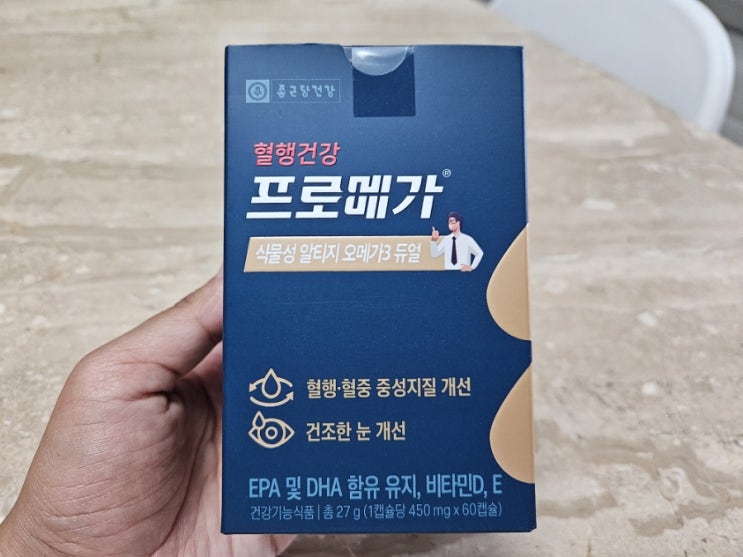 종근당건강
혈행건강
프로메가®
식물성 알티지 오메가3 듀얼
혈행·혈중 중성지질 개선
건조한 눈 개선
EPA 및 DHA 함유 유지, 비타민D, E
건강기능식품 | 총 27 g (1캡슐당 450 mg x 60캡슐)